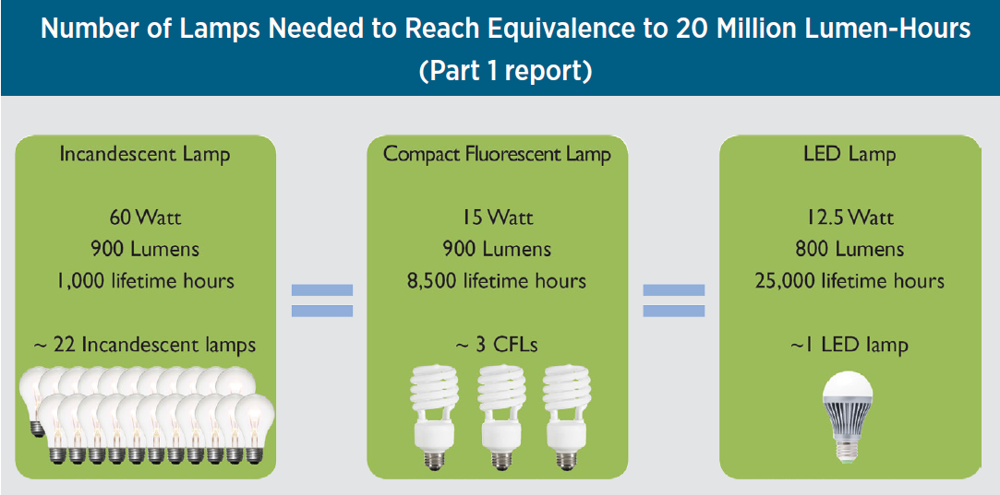 Number of Lamps Needed to Reach Equivalence to 20 Million Lumen-Hours
(Part 1 report)
Incandescent Lamp
60 Watt
900 Lumens
1,000 lifetime hours
~ 22 Incandescent lamps
Compact Fluorescent Lamp
15 Watt
900 Lumens
8,500 lifetime hours
~ 3 CFLs
LED Lamp
12.5 Watt
800 Lumens
25,000 lifetime hours
~1 LED lamp